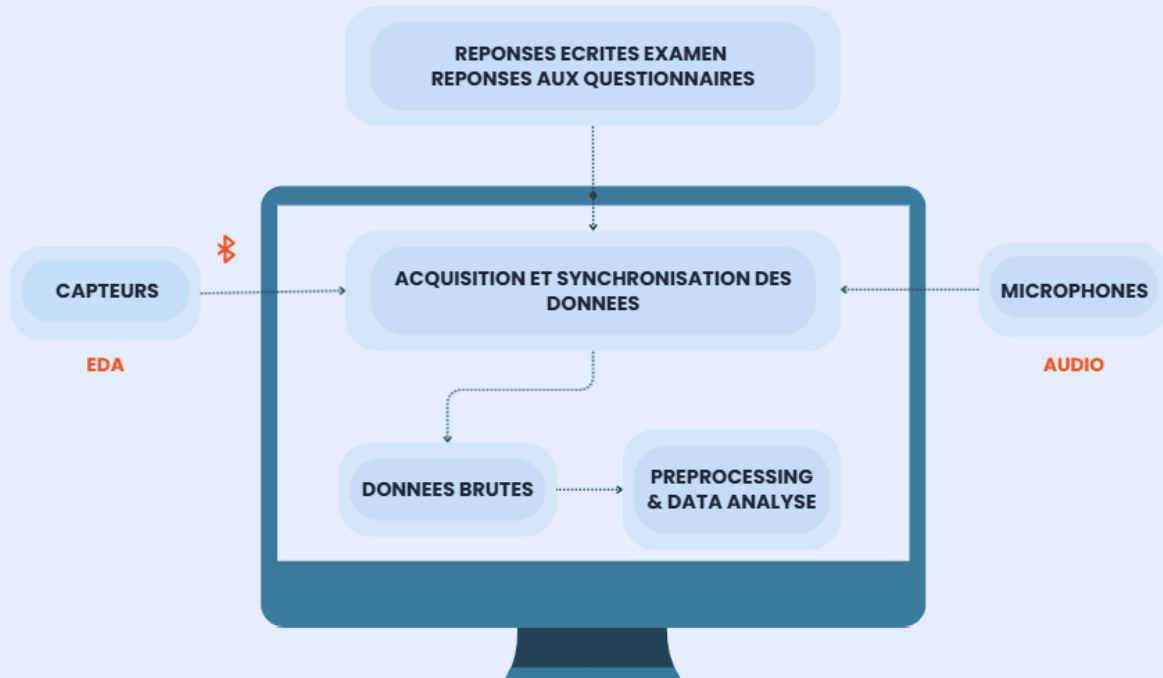 REPONSES ECRITES EXAMEN
REPONSES AUX QUESTIONNAIRES
ACQUISITION ET SYNCHRONISATION DES
DONNEES
CAPTEURS
MICROPHONES
EDA
AUDIO
DONNEES BRUTES
PREPROCESSING
& DATA ANALYSE